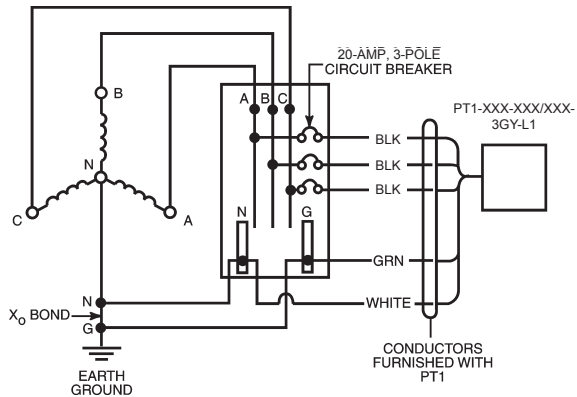 20-AMP, 3-POLE
CIRCUIT BREAKER
A B C
B
PT1-XXX-XXX/XXX-
3GY-L1
BLK
BLK
BLK
N
C
A
N
G
GRN
N
WHITE
X₀ BOND
G
EARTH
GROUND
CONDUCTORS
FURNISHED WITH
PT1